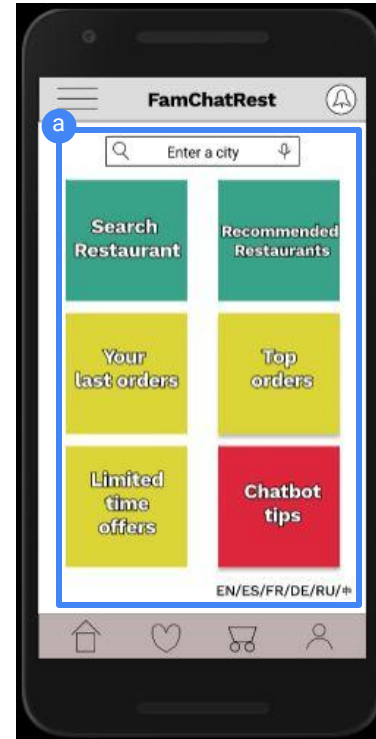 FamChatRest
a
Enter a city
Search
Restaurant
Recommended
Restaurants
Your
last orders
Top
orders
Limited
time
offers
Chatbot
tips
EN/ES/FR/DE/RU/中